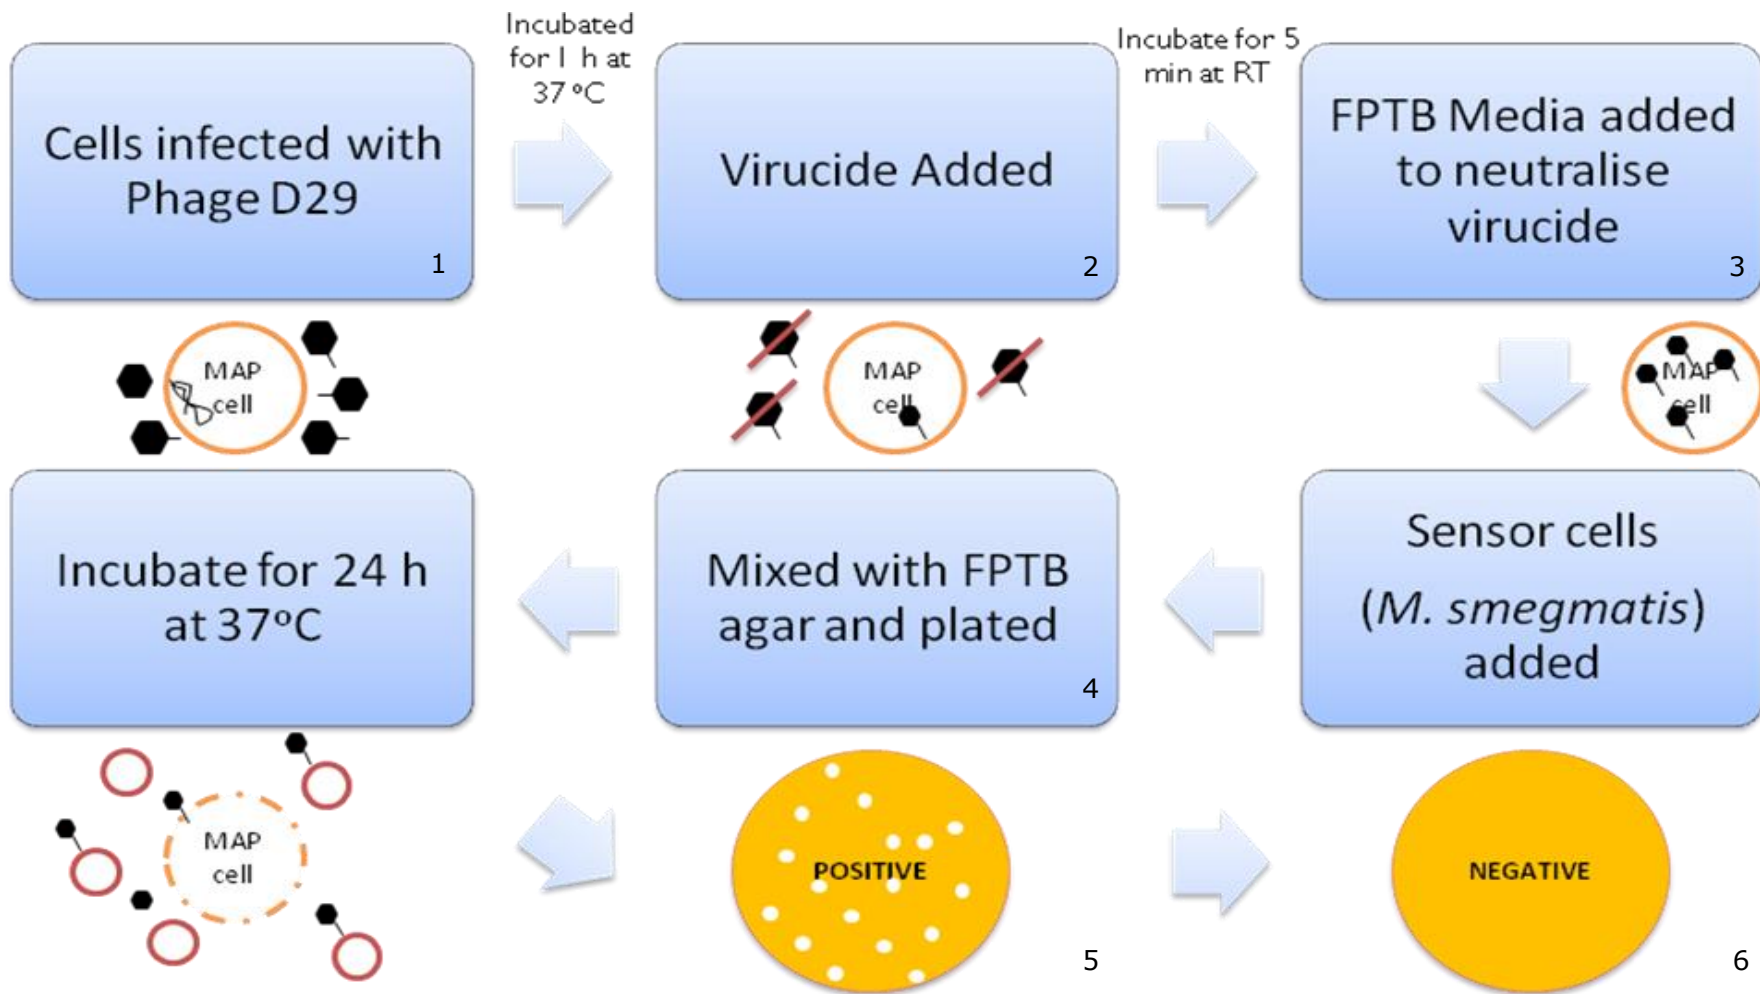 Cells infected with
Phage D29
1
Incubated
for 1 h at
37 °C
Virucide Added
2
Incubate for 5
min at RT
FPTB Media added
to neutralise
virucide
3
MAP
cell
MAP
cell
MAP
cell
Sensor cells
(M. smegmatis)
added
Mixed with FPTB
agar and plated
4
Incubate for 24 h
at 37°C
MAP
cell
POSITIVE
5
NEGATIVE
6